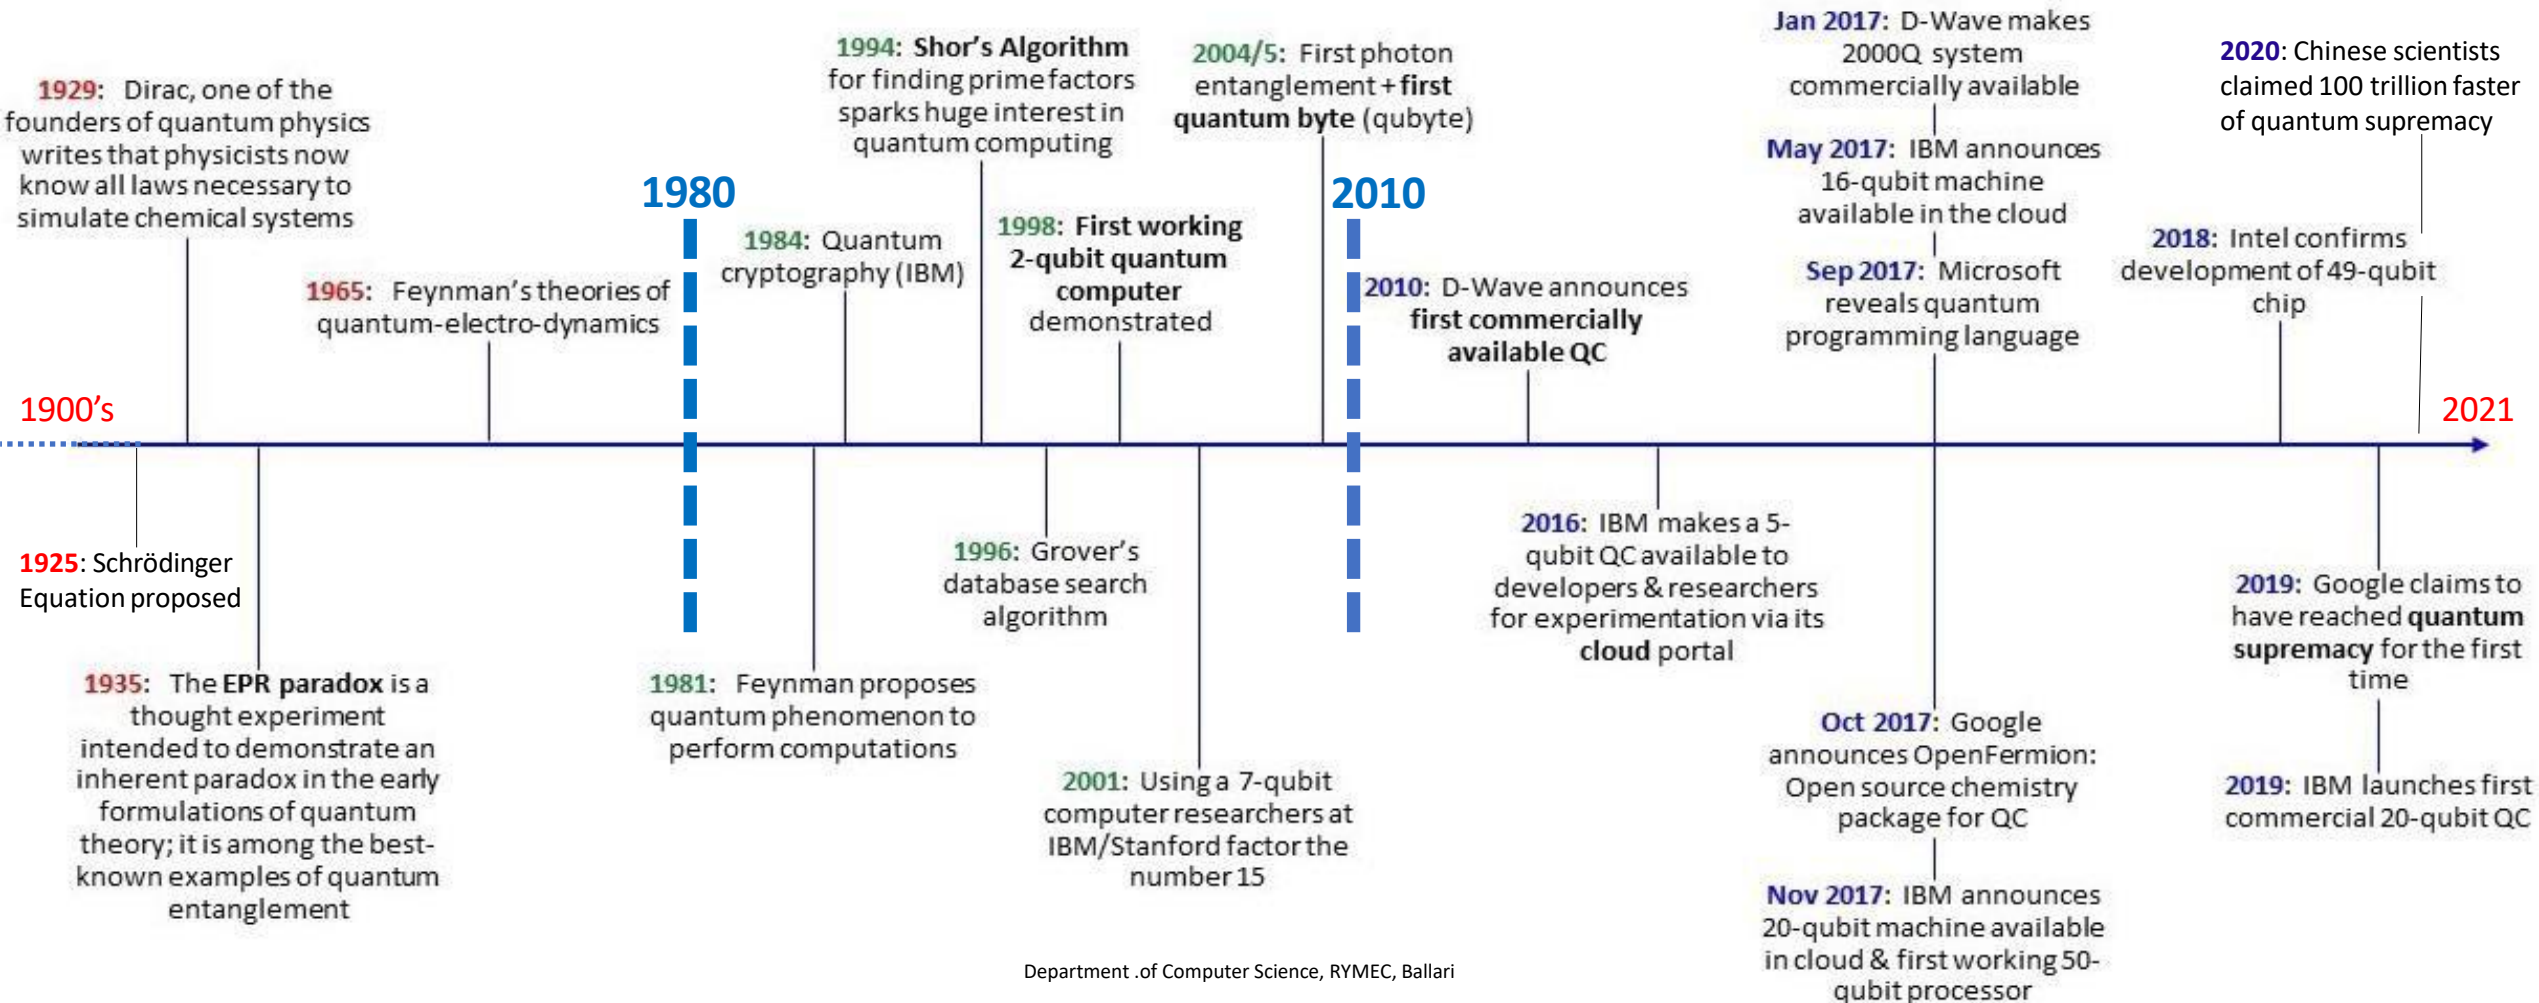 1929: Dirac, one of the
founders of quantum physics
writes that physicists now
know all laws necessary to
simulate chemical systems
1965: Feynman's theories of
quantum-electro-dynamics
1980
1984: Quantum
cryptography (IBM)
1994: Shor's Algorithm
for finding prime factors
sparks huge interest in
quantum computing
1998: First working
2-qubit quantum
computer
demonstrated
2004/5: First photon
entanglement + first
quantum byte (qubyte)
2010
2010: D-Wave announces
first commercially
available QC
Jan 2017: D-Wave makes
2000Q system
commercially available
May 2017: IBM announces
16-qubit machine
available in the cloud
Sep 2017: Microsoft
reveals quantum
programming language
2018: Intel confirms
development of 49-qubit
chip
2020: Chinese scientists
claimed 100 trillion faster
of quantum supremacy
1900's
2021
1925: Schrödinger
Equation proposed
1935: The EPR paradox is a
thought experiment
intended to demonstrate an
inherent paradox in the early
formulations of quantum
theory; it is among the best-
known examples of quantum
entanglement
1981: Feynman proposes
quantum phenomenon to
perform computations
1996: Grover's
database search
algorithm
2001: Using a 7-qubit
computer researchers at
IBM/Stanford factor the
number 15
2016: IBM makes a 5-
qubit QC available to
developers & researchers
for experimentation via its
cloud portal
Oct 2017: Google
announces OpenFermion:
Open source chemistry
package for QC
Nov 2017: IBM announces
20-qubit machine available
in cloud & first working 50-
qubit processor
2019: Google claims to
have reached quantum
supremacy for the first
time
2019: IBM launches first
commercial 20-qubit QC
Department .of Computer Science, RYMEC, Ballari